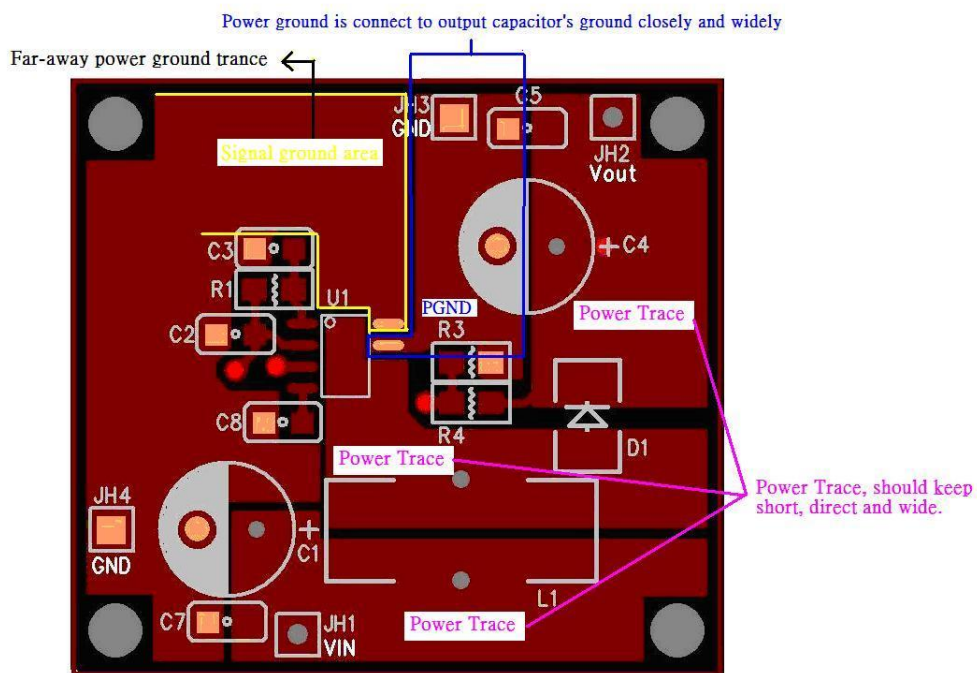 Power ground is connect to output capacitor's ground closely and widely
Far-away power ground trance
JH3
GND
C5
JH2
Vout
Signal ground area
C3
C4
R1
U1
PGND
Power Trace
C2
R3
C8
R4
D1
Power Trace
Power Trace, should keep
short, direct and wide.
JH4
GND
C1
L1
C7
JH1
VIN
Power Trace